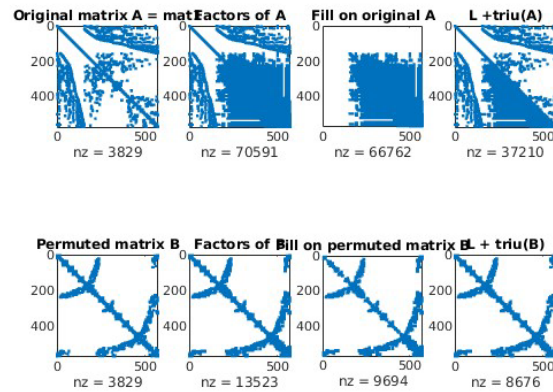 Original matrix A = mat1
Factors of A
Fill on original A
L +triu(A)
0
200
400
0
500
nz = 3829
0
200
400
0
500
nz = 70591
0
200
400
0
500
nz = 66762
0
200
400
0
500
nz = 37210
Permuted matrix B
Factors of B
Fill on permuted matrix B
L + triu(B)
0
200
400
0
500
nz = 3829
0
200
400
0
500
nz = 13523
0
200
400
0
500
nz = 9694
0
200
400
0
500
nz = 8676